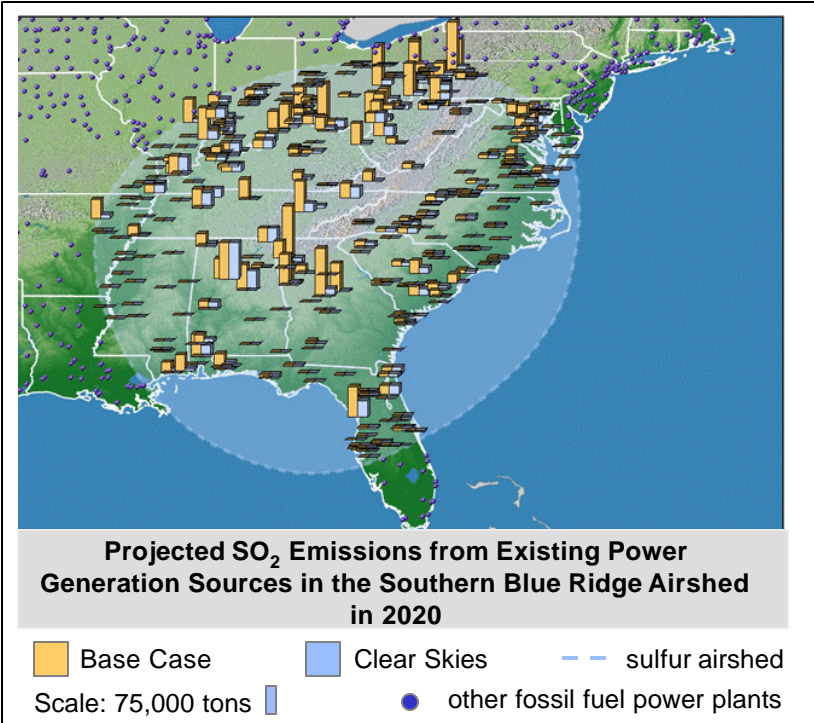 Projected SO2 Emissions from Existing Power
Generation Sources in the Southern Blue Ridge Airshed
in 2020
Base Case
Clear Skies
sulfur airshed
Scale: 75,000 tons
other fossil fuel power plants